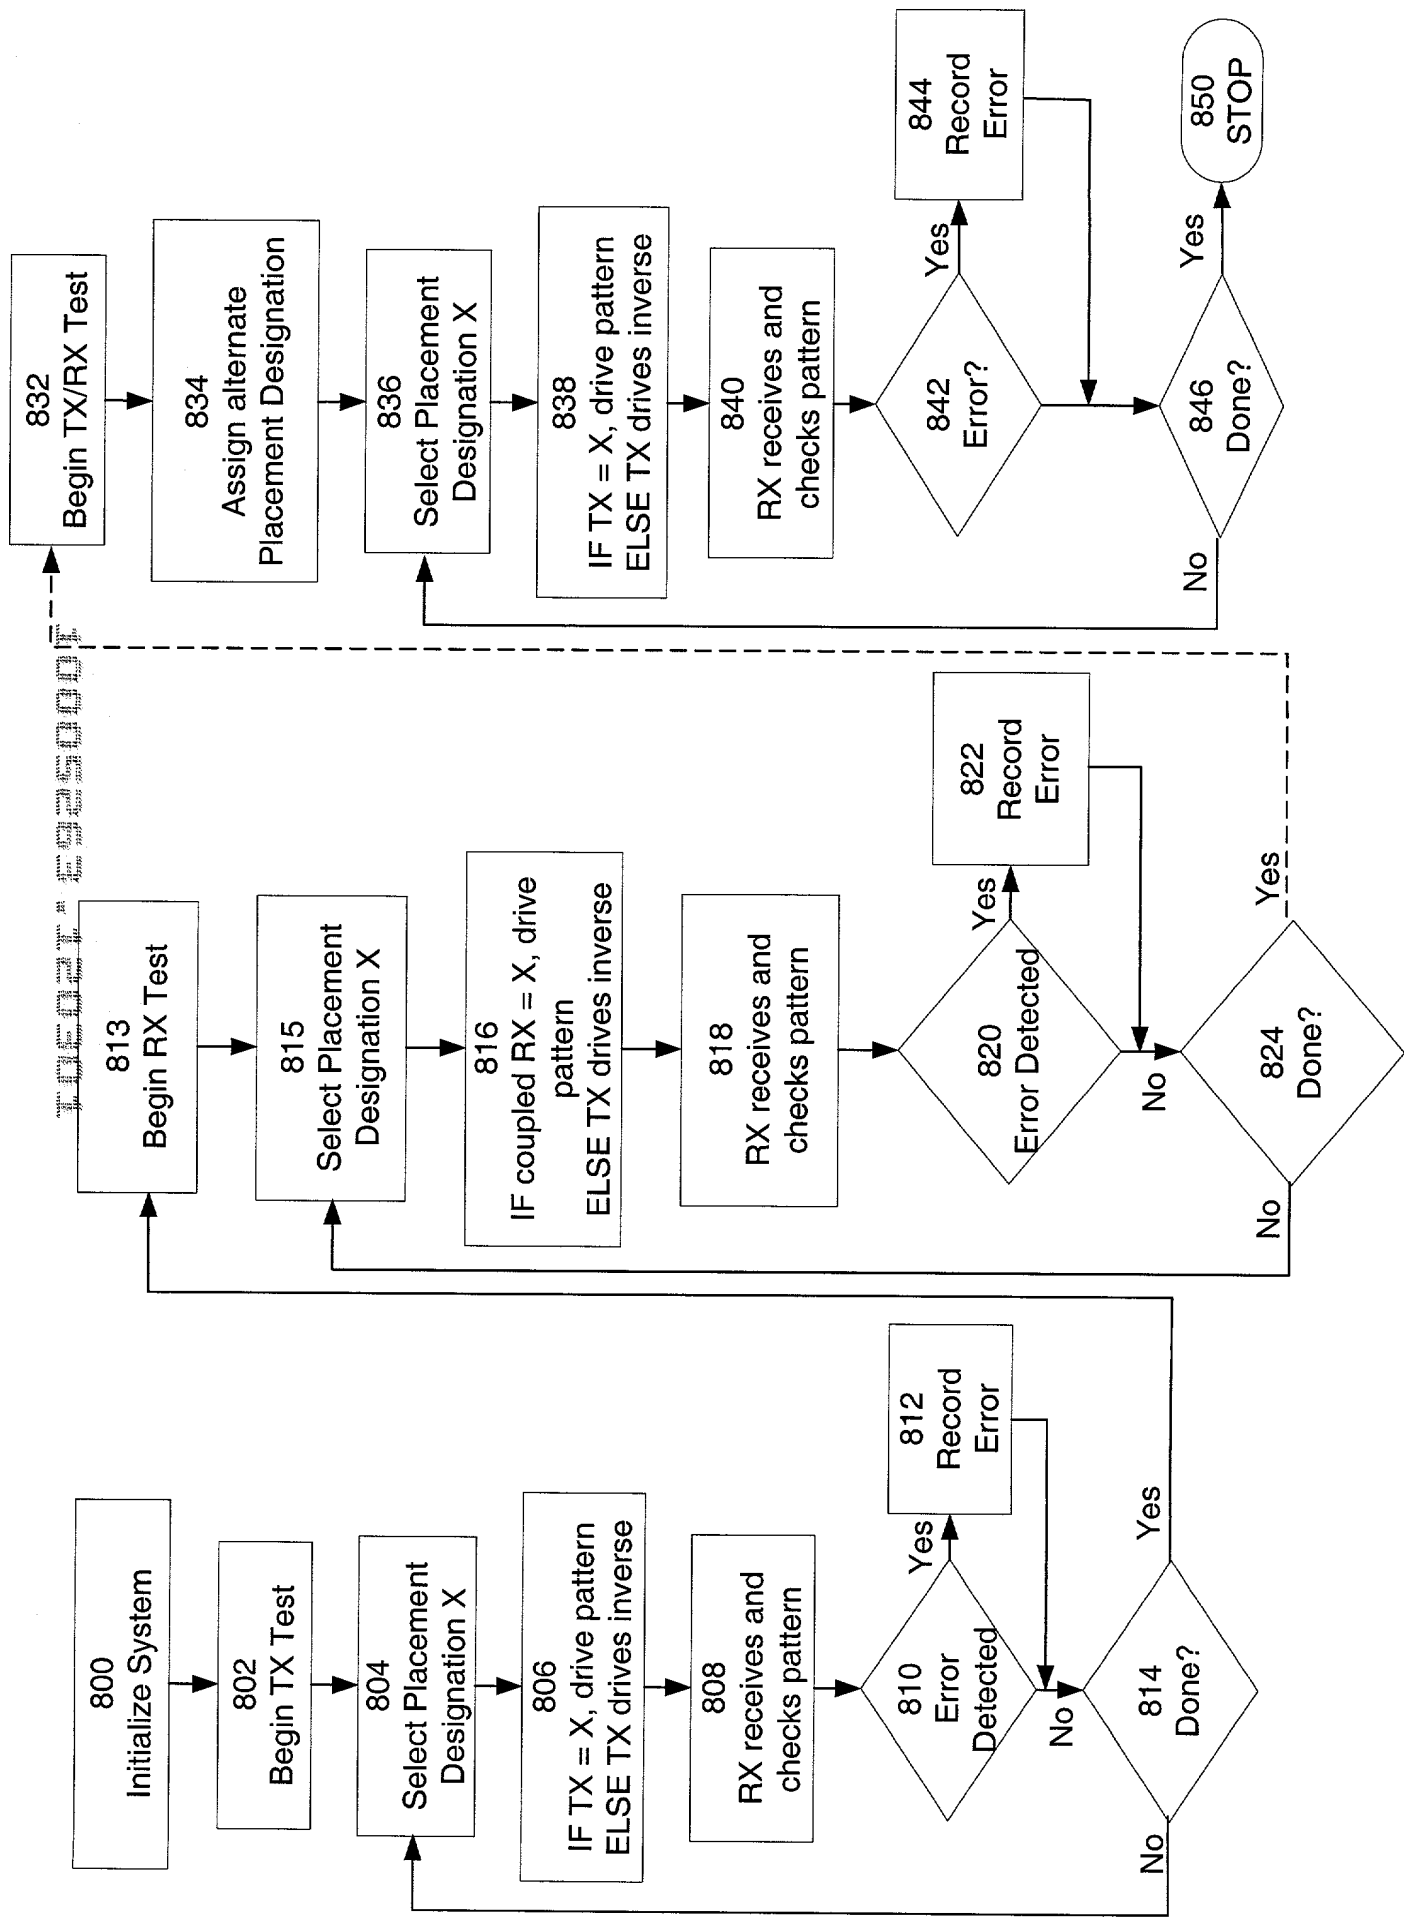 800
Initialize System
802
Begin TX Test
804
Select Placement
Designation X
806
IF TX = X, drive pattern
ELSE TX drives inverse
808
RX receives and
checks pattern
810
Error
Detected
Yes
812
Record
Error
No
814
Done?
No
Yes
813
Begin RX Test
815
Select Placement
Designation X
816
IF coupled RX = X, drive
pattern
ELSE TX drives inverse
818
RX receives and
checks pattern
820
Error Detected
Yes
822
Record
Error
No
824
Done?
No
Yes
832
Begin TX/RX Test
834
Assign alternate
Placement Designation
836
Select Placement
Designation X
838
IF TX = X, drive pattern
ELSE TX drives inverse
840
RX receives and
checks pattern
842
Error?
Yes
844
Record
Error
846
Done?
No
Yes
850
STOP